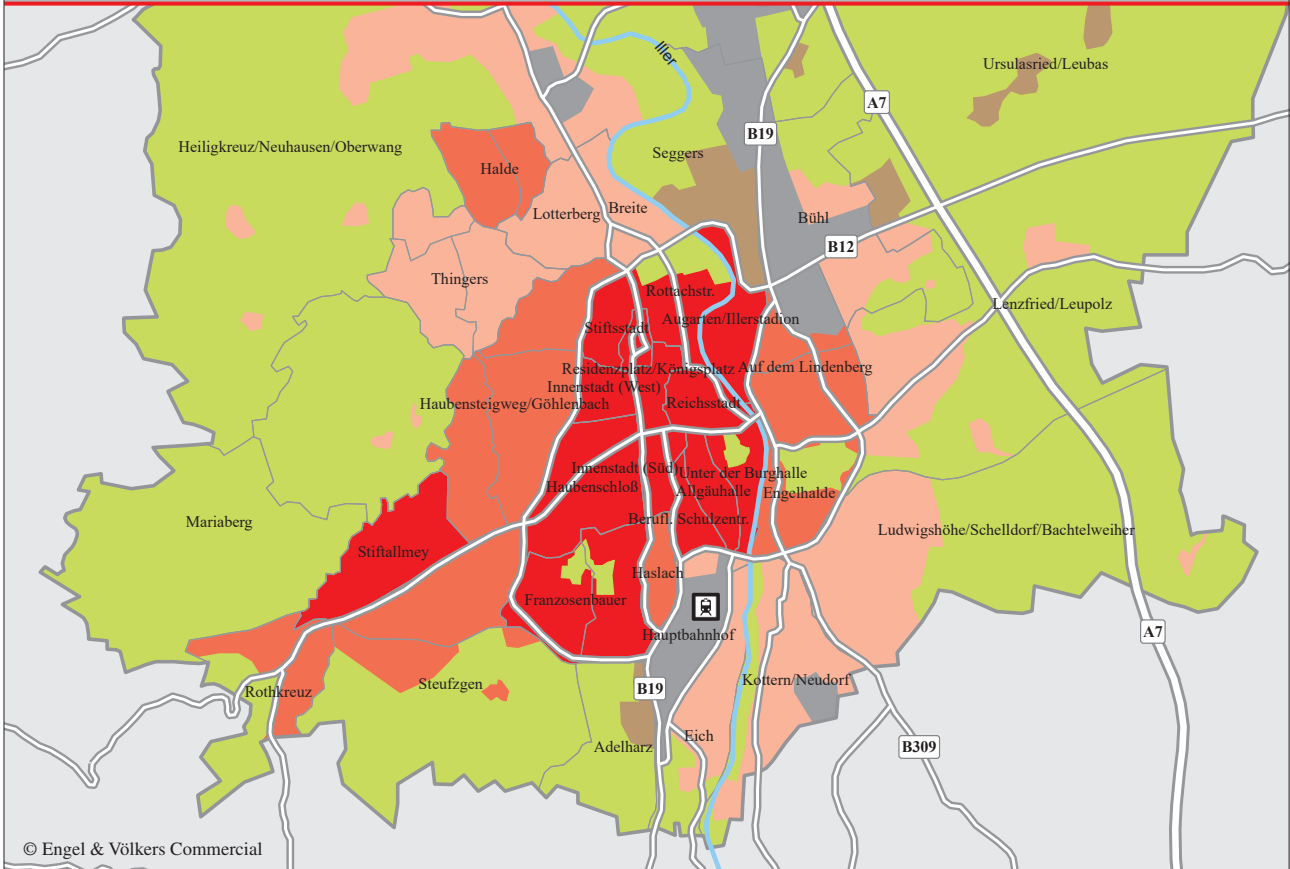 Iller
Ursulasried/Leubas
A7
B19
Heiligkreuz/Neuhausen/Oberwang
Seggers
Halde
Lotterberg
Breite
Bühl
B12
Thingers
Rottachstr.
Lenzfried/Leupolz
Stiftsstadt
Augarten/Illerstadion
Residenzplatz/Königsplatz
Auf dem Lindenberg
Innenstadt (West)
Haubensteigweg/Göhlenbach
Reichsstadt
Innenstadt (Süd)
Unter der Burghalle
Haubenschloß
Allgäuhalle
Engelhalde
Mariaberg
Berufl. Schulzentr.
Ludwigshöhe/Schelldorf/Bachtelweiher
Stiftallmey
Haslach
Franzosenbauer
Hauptbahnhof
A7
Rothkreuz
Steufzgen
B19
Kottern/Neudorf
Eich
Adelharz
B309
© Engel & Völkers Commercial